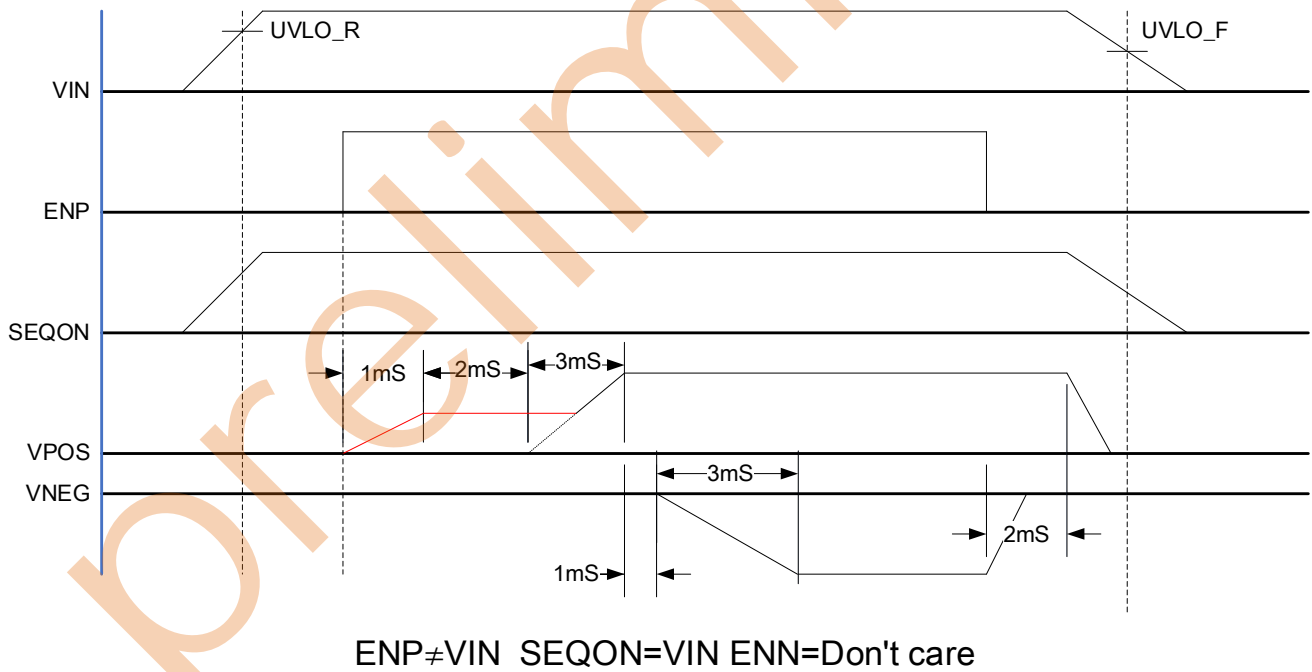 UVLO_R
UVLO_F
VIN
ENP
SEQON
1mS
2mS
3mS
VPOS
VNEG
3mS
2mS
1mS
ENP≠VIN SEQON=VIN ENN=Don't care
prelim